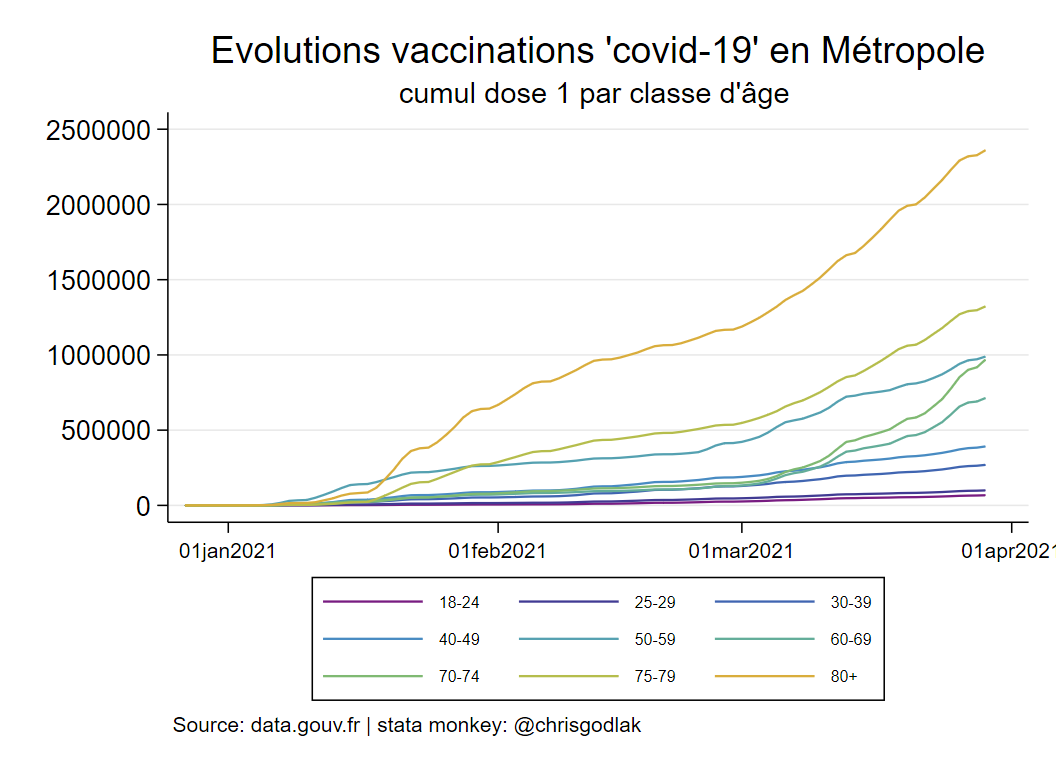 Evolutions vaccinations 'covid-19' en Métropole
cumul dose 1 par classe d'âge
2500000
2000000
1500000
1000000
500000
0
01jan2021 01feb2021 01mar2021 01apr2021
18-24 25-29 30-39
40-49 50-59 60-69
70-74 75-79 80+
Source: data.gouv.fr | stata monkey: @chrisgodlak